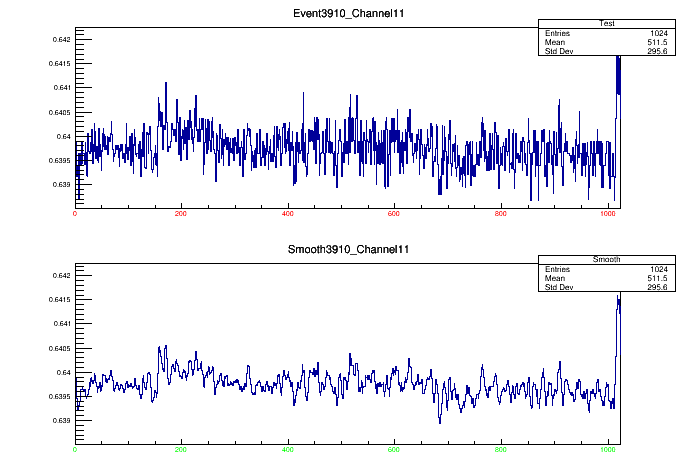 Event3910_Channel11
Test
Entries 1024
Mean 511.5
Std Dev 295.6
0.642
0.6415
0.641
0.6405
0.64
0.6395
0.639
0 200 400 600 800 1000
Smooth3910_Channel11
Smooth
Entries 1024
Mean 511.5
Std Dev 295.6
0.642
0.6415
0.641
0.6405
0.64
0.6395
0.639
0 200 400 600 800 1000